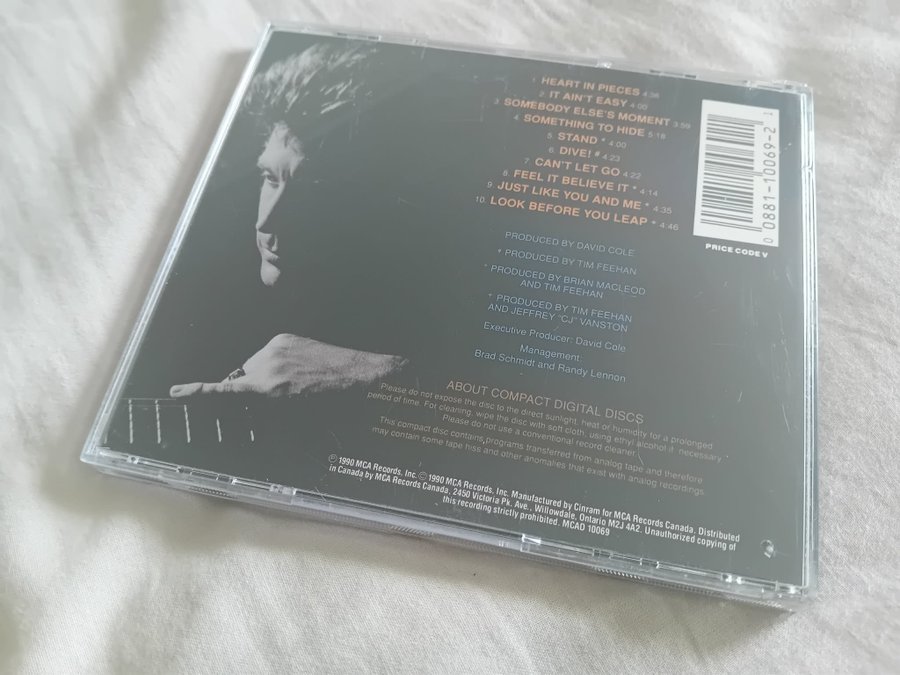 1. HEART IN PIECES 4:38
2. IT AIN'T EASY 4:00
3. SOMEBODY ELSE'S MOMENT 3:59
4. SOMETHING TO HIDE 5:18
5. STAND * 4:00
6. DIVE! # 4:23
7. CAN'T LET GO 4:22
8. FEEL IT BELIEVE IT * 4:14
9. JUST LIKE YOU AND ME * 4:35
10. LOOK BEFORE YOU LEAP * 4:46
0 0881-10069-2 1
PRICE CODE V
PRODUCED BY DAVID COLE
* PRODUCED BY TIM FEEHAN
PRODUCED BY BRIAN MACLEOD
AND TIM FEEHAN
+ PRODUCED BY TIM FEEHAN
AND JEFFREY "CJ" VANSTON
Executive Producer: David Cole
Management:
Brad Schmidt and Randy Lennon
ABOUT COMPACT DIGITAL DISCS
Please do not expose the disc to the direct sunlight, heat or humidity for a prolonged
period of time. For cleaning, wipe the disc with soft cloth, using ethyl alcohol if necessary
Please do not use a conventional record cleaner.
This compact disc contains programs transferred from analog tape and therefore
may contain some tape hiss and other anomalies that exist with analog recordings.
℗ 1990 MCA Records, Inc. © 1990 MCA Records, Inc. Manufactured by Cinram for MCA Records Canada. Distributed
in Canada by MCA Records Canada, 2450 Victoria Pk. Ave., Willowdale, Ontario M2J 4A2. Unauthorized copying of
this recording strictly prohibited. MCAD 10069